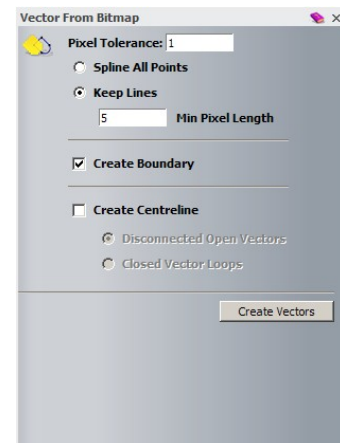 Vector From Bitmap
Pixel Tolerance: 1
Spline All Points
Keep Lines
5 Min Pixel Length
Create Boundary
Create Centreline
Disconnected Open Vectors
Closed Vector Loops
Create Vectors